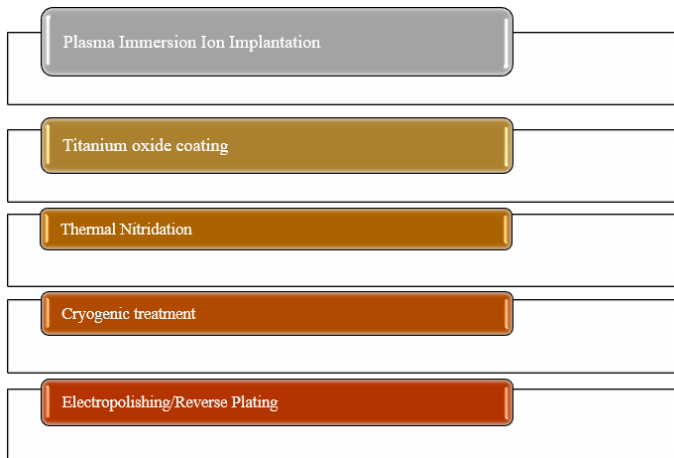 Plasma Immersion Ion Implantation
Titanium oxide coating
Thermal Nitridation
Cryogenic treatment
Electropolishing/Reverse Plating